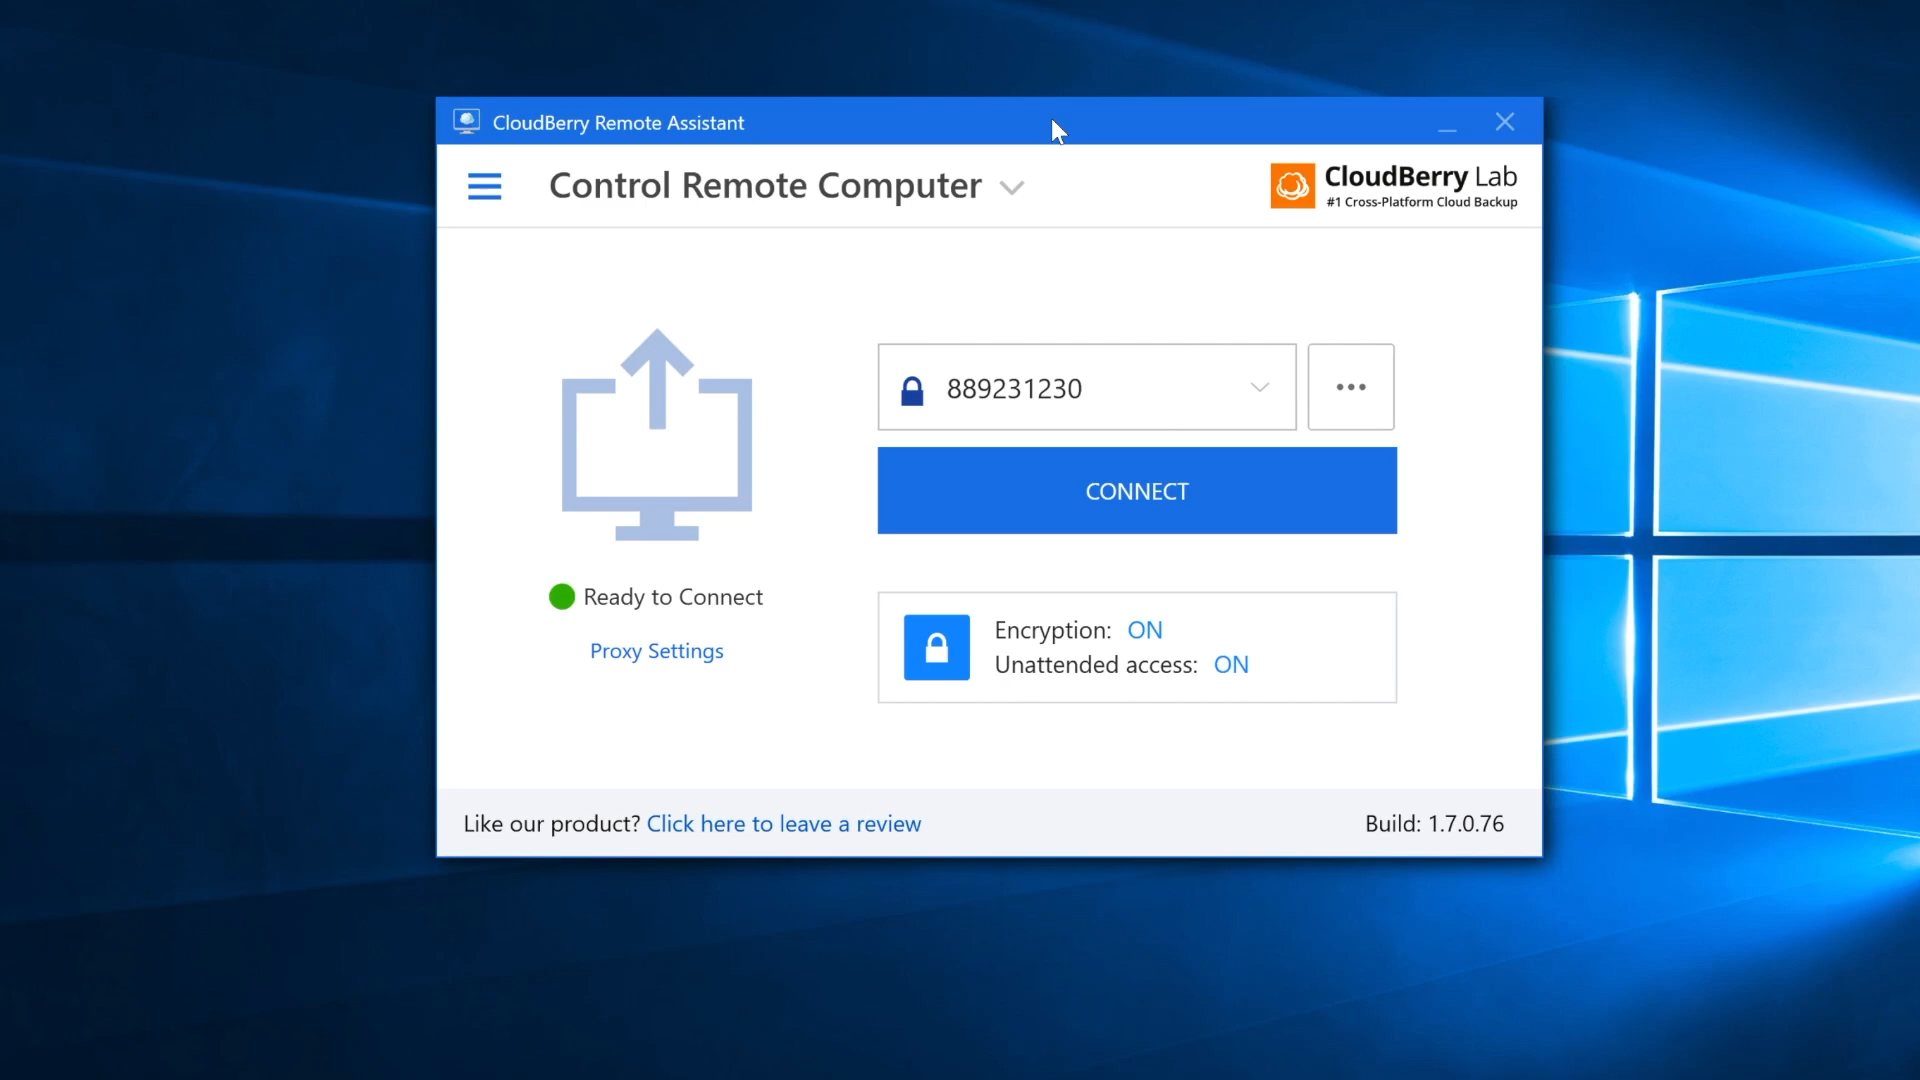 CloudBerry Remote Assistant
Control Remote Computer
CloudBerry Lab
#1 Cross-Platform Cloud Backup
889231230
CONNECT
Ready to Connect
Proxy Settings
Encryption: ON
Unattended access: ON
Like our product? Click here to leave a review
Build: 1.7.0.76